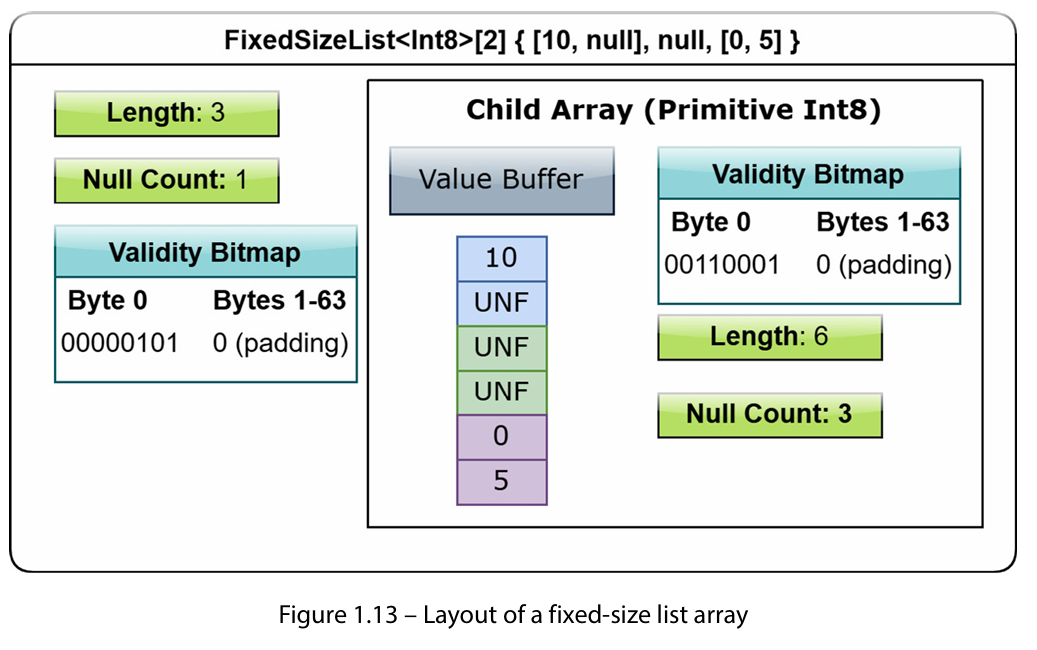 FixedSizeList<Int8>[2] { [10, null], null, [0, 5] }
Length: 3
Null Count: 1
Validity Bitmap
Byte 0 Bytes 1-63
00000101 0 (padding)
Child Array (Primitive Int8)
Value Buffer
10
UNF
UNF
UNF
0
5
Validity Bitmap
Byte 0 Bytes 1-63
00110001 0 (padding)
Length: 6
Null Count: 3
Figure 1.13 – Layout of a fixed-size list array